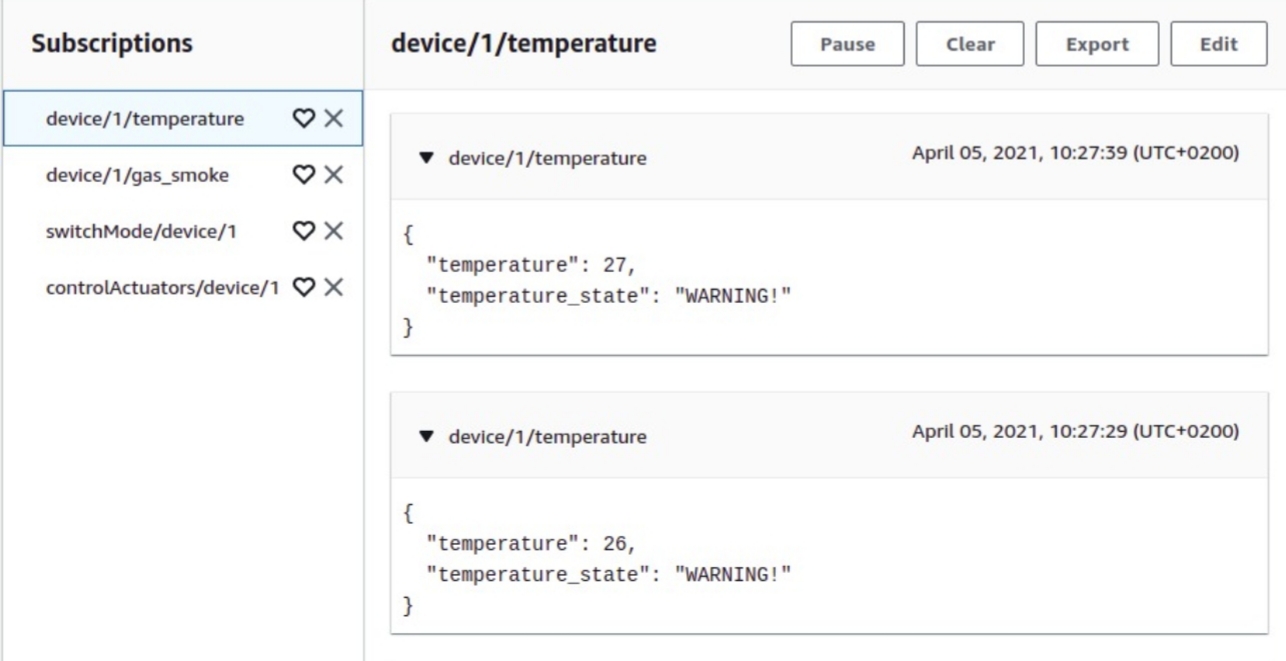 Subscriptions
device/1/temperature
device/1/gas_smoke
switchMode/device/1
controlActuators/device/1
device/1/temperature
Pause
Clear
Export
Edit
device/1/temperature
April 05, 2021, 10:27:39 (UTC+0200)
{
"temperature": 27,
"temperature_state": "WARNING!"
}
device/1/temperature
April 05, 2021, 10:27:29 (UTC+0200)
{
"temperature": 26,
"temperature_state": "WARNING!"
}